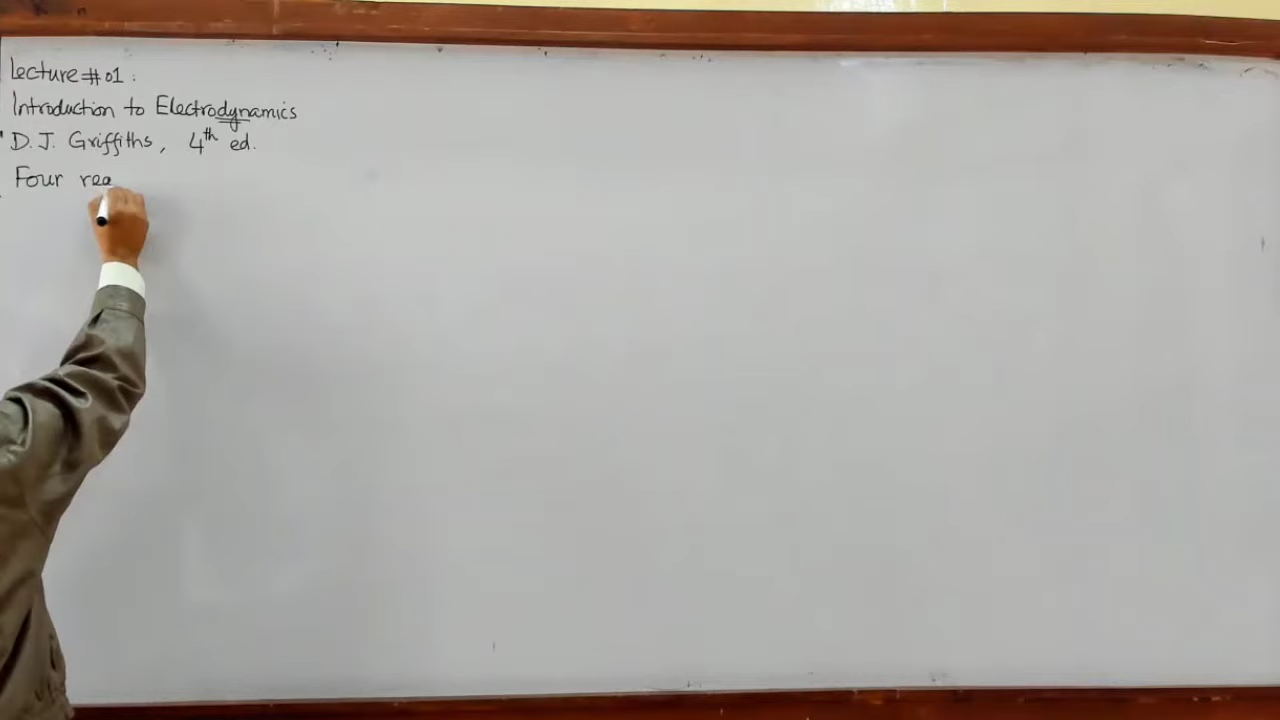 Lecture #01:
Introduction to Electrodynamics
D.J. Griffiths, 4th ed.
Four rea